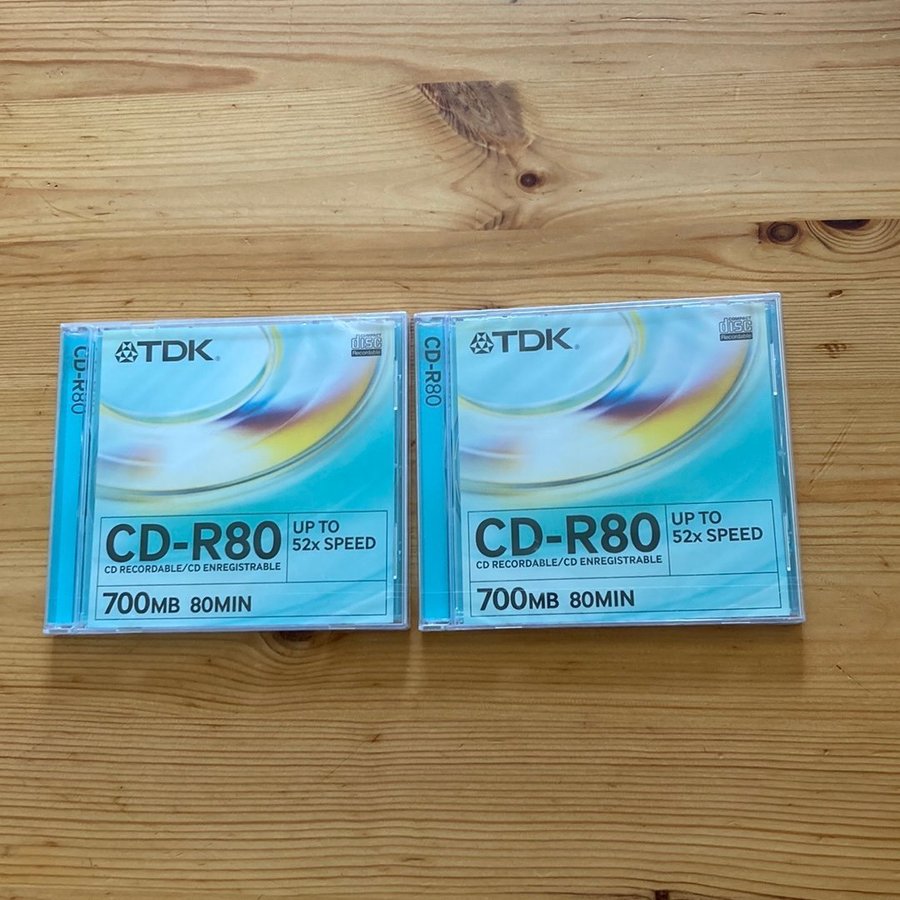 CD-R80
TDK
COMPACT
disc
Recordable
CD-R80
CD RECORDABLE/CD ENREGISTRABLE
UP TO
52x SPEED
700MB 80MIN
CD-R80
TDK
COMPACT
disc
Recordable
CD-R80
CD RECORDABLE/CD ENREGISTRABLE
UP TO
52x SPEED
700MB 80MIN